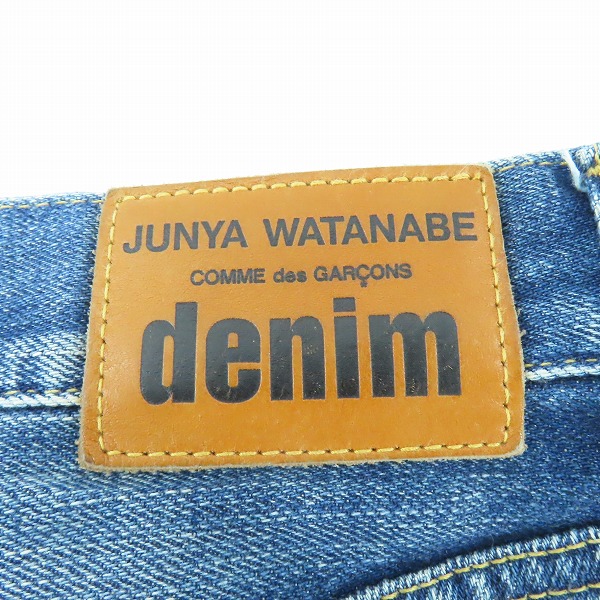 JUNYA WATANABE
COMME des GARÇONS
denim